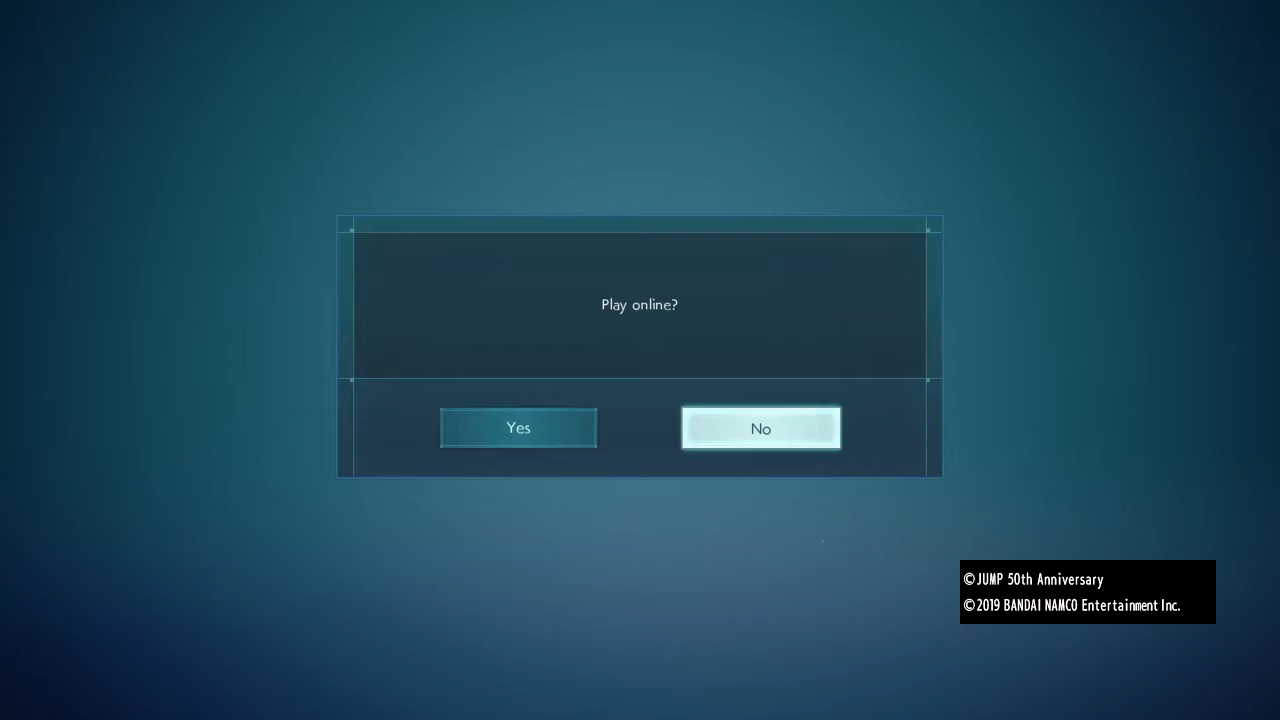 Play online?
Yes
No
©JUMP 50th Anniversary
©2019 BANDAI NAMCO Entertainment Inc.